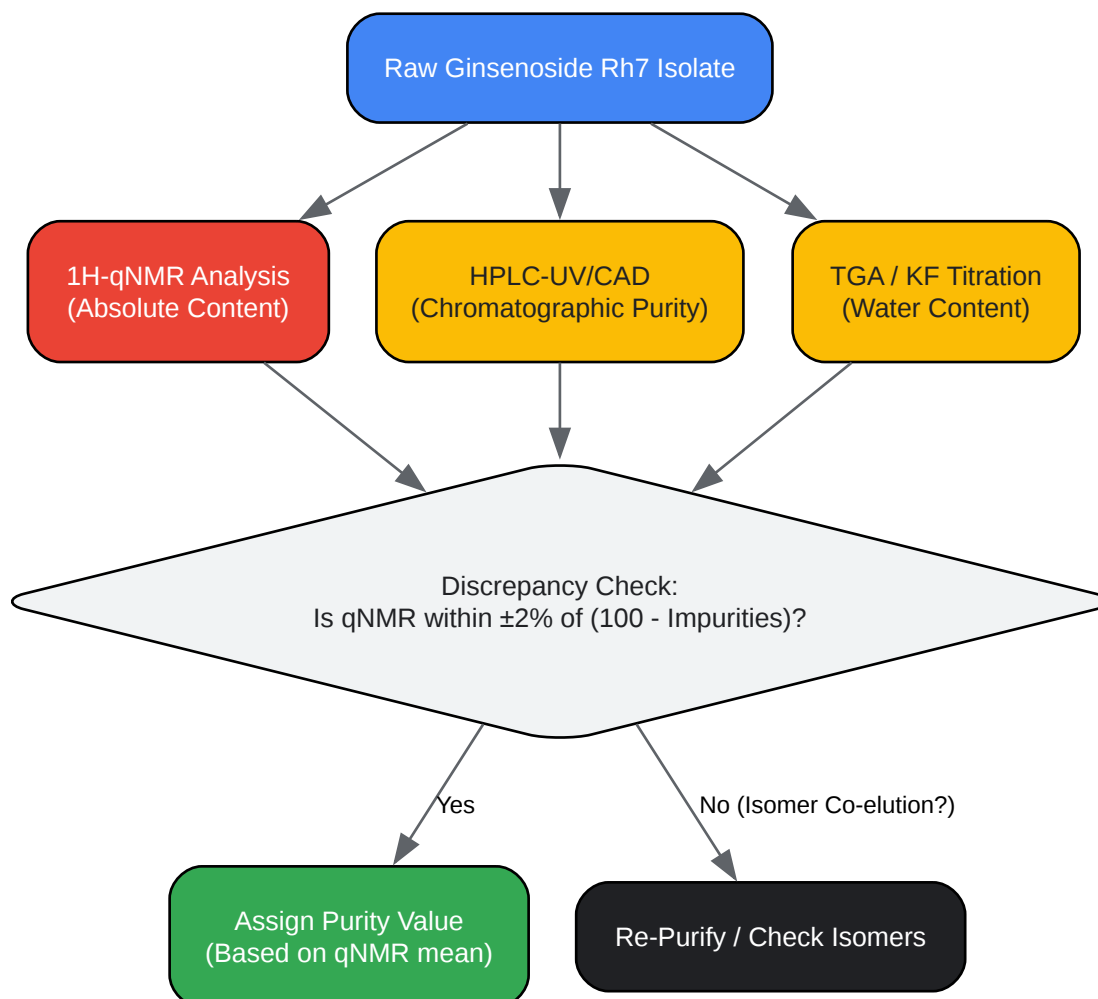 Raw Ginsenoside Rh7 Isolate
1H-qNMR Analysis
(Absolute Content)
HPLC-UV/CAD
(Chromatographic Purity)
TGA / KF Titration
(Water Content)
Discrepancy Check:
Is qNMR within ±2% of (100 - Impurities)?
Yes
No (Isomer Co-elution?)
Assign Purity Value
(Based on qNMR mean)
Re-Purify / Check Isomers